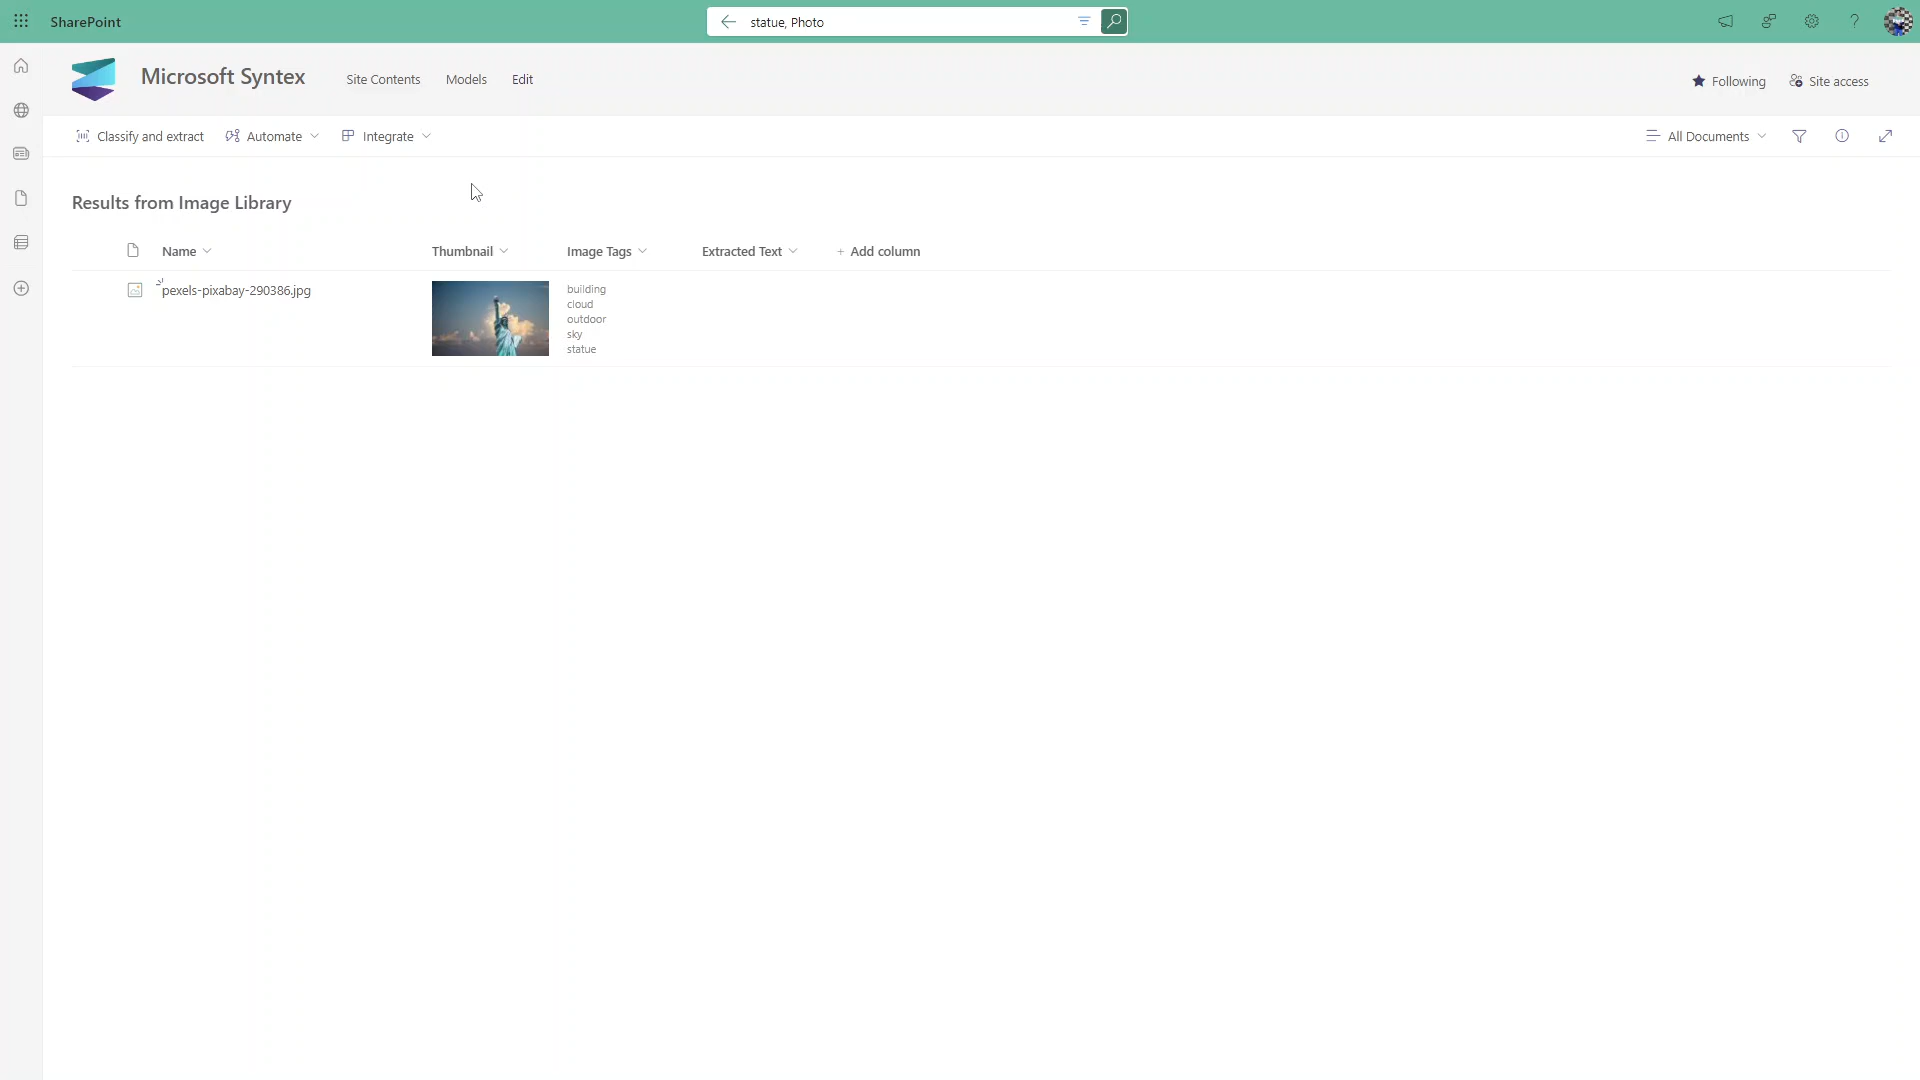 SharePoint
statue, Photo
Microsoft Syntex
Site Contents
Models
Edit
Following
Site access
Classify and extract
Automate
Integrate
All Documents
Results from Image Library
Name
Thumbnail
Image Tags
Extracted Text
+ Add column
pexels-pixabay-290386.jpg
building
cloud
outdoor
sky
statue